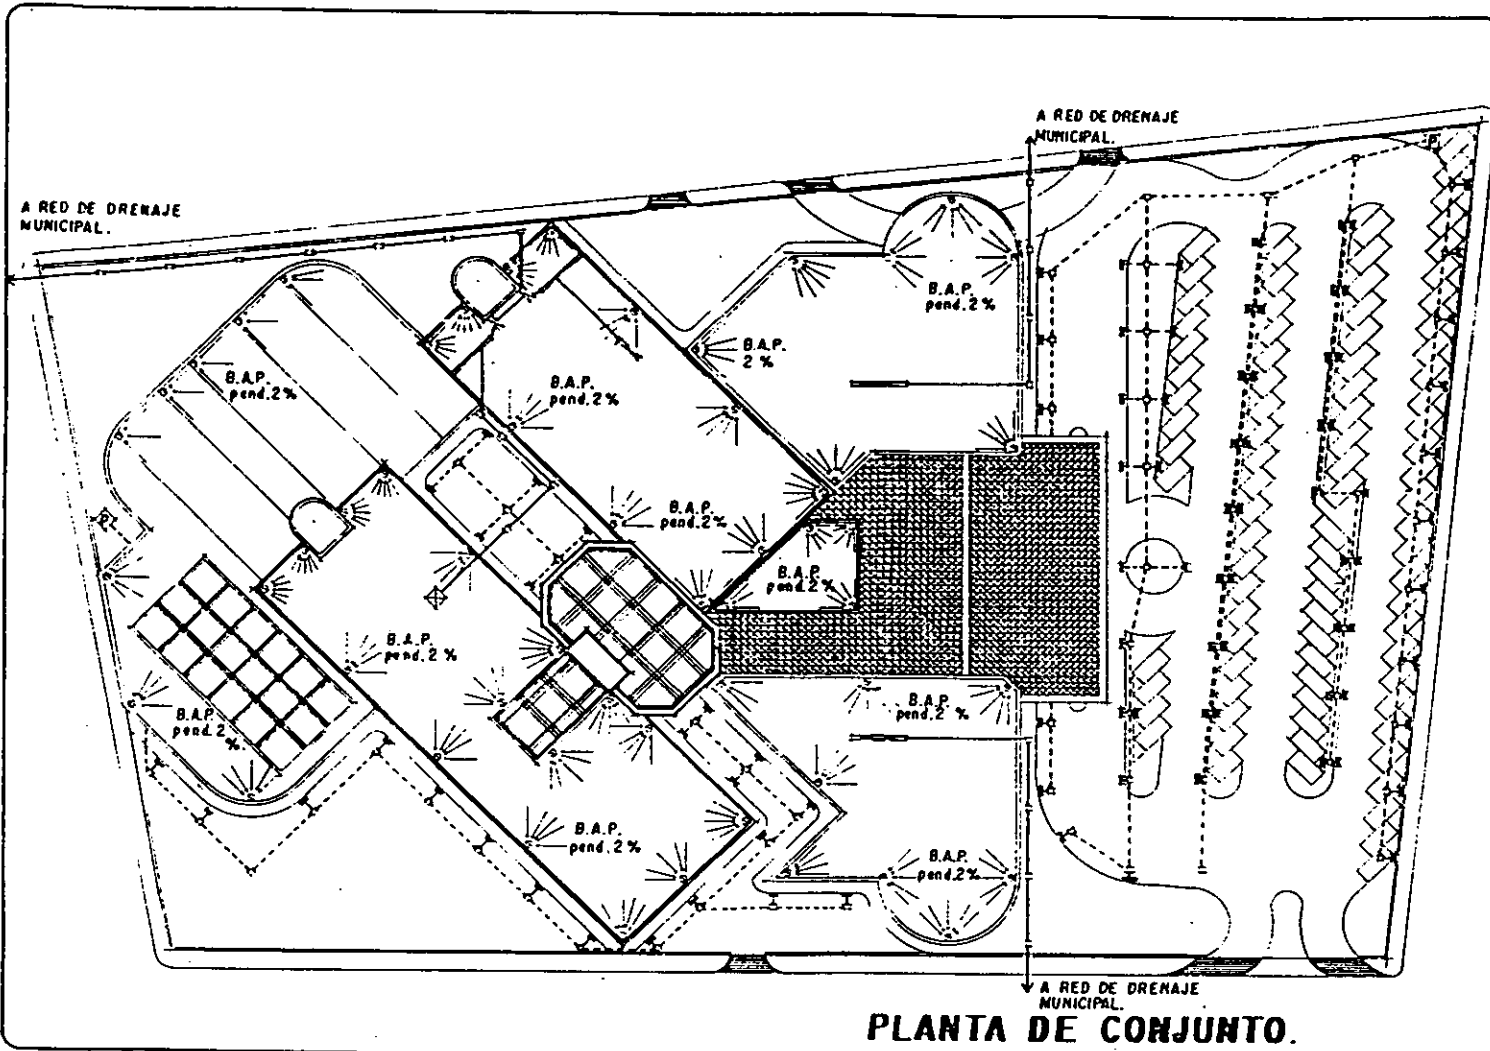 A RED DE DRENAJE
MUNICIPAL.
P.
A RED DE DRENAJE
MUNICIPAL.
B.A.P.
pend.2%
B.A.P.
2 %
B.A.P.
pend.2%
B.A.P.
pend.2%
B.A.P.
pend.2%
B.A.P.
pend.2%
B.A.P.
pend.2%
B.A.P.
pend.2 %
B.A.P.
pend.2 %
B.A.P.
pend.2%
B.A.P.
pend.2%
A RED DE DRENAJE
MUNICIPAL.
PLANTA DE CONJUNTO.